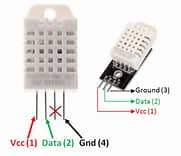 Ground (3)
Data (2)
Vcc (1)
Vcc (1) Data (2) Gnd (4)